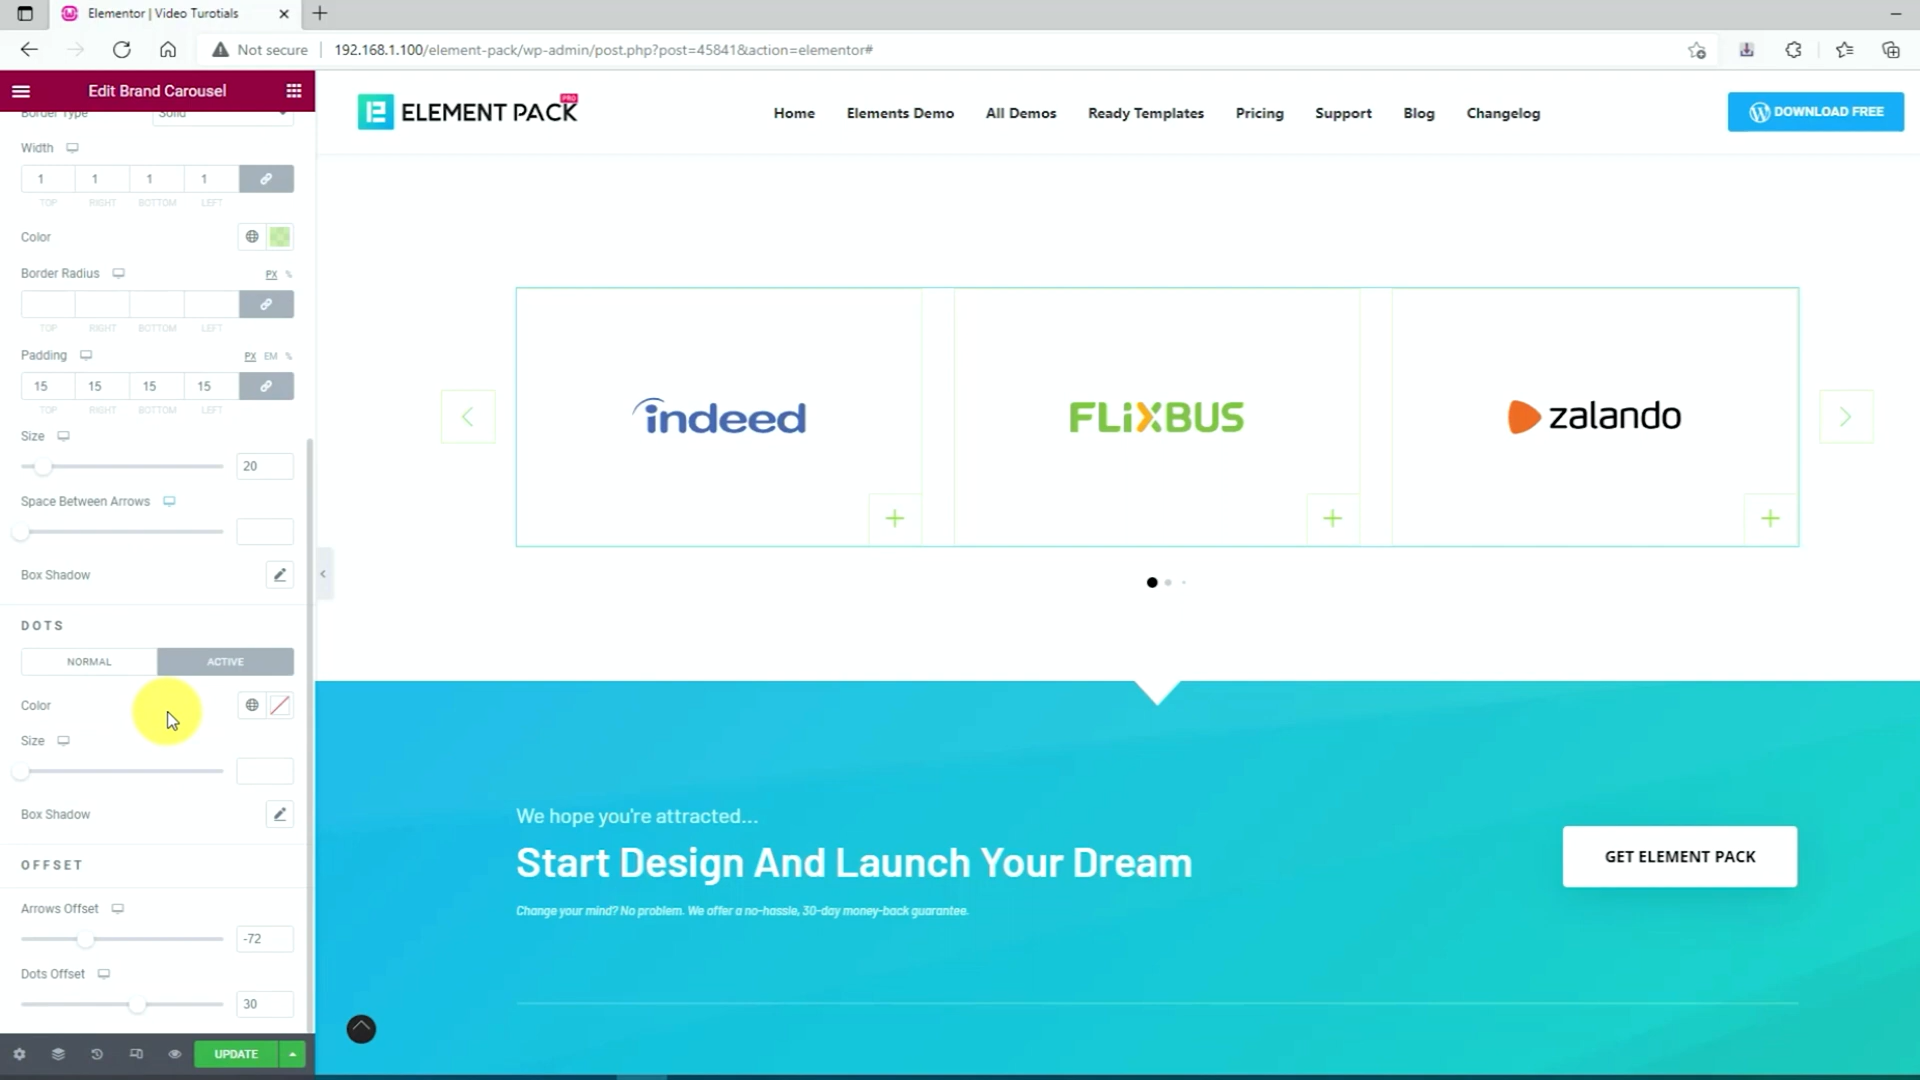 Elementor | Video Turotials
Not secure
192.168.1.100/element-pack/wp-admin/post.php?post=45841&action=elementor#
Edit Brand Carousel
Border Type
Solid
Width
1 1 1 1
TOP RIGHT BOTTOM LEFT
Color
Border Radius
PX %
TOP RIGHT BOTTOM LEFT
Padding
PX EM %
15 15 15 15
TOP RIGHT BOTTOM LEFT
Size
20
Space Between Arrows
Box Shadow
DOTS
NORMAL ACTIVE
Color
Size
Box Shadow
OFFSET
Arrows Offset
-72
Dots Offset
30
UPDATE
ELEMENT PACK
PRO
Home Elements Demo All Demos Ready Templates Pricing Support Blog Changelog
DOWNLOAD FREE
indeed
FLiXBUS
zalando
We hope you're attracted...
Start Design And Launch Your Dream
Change your mind? No problem. We offer a no-hassle, 30-day money-back guarantee.
GET ELEMENT PACK